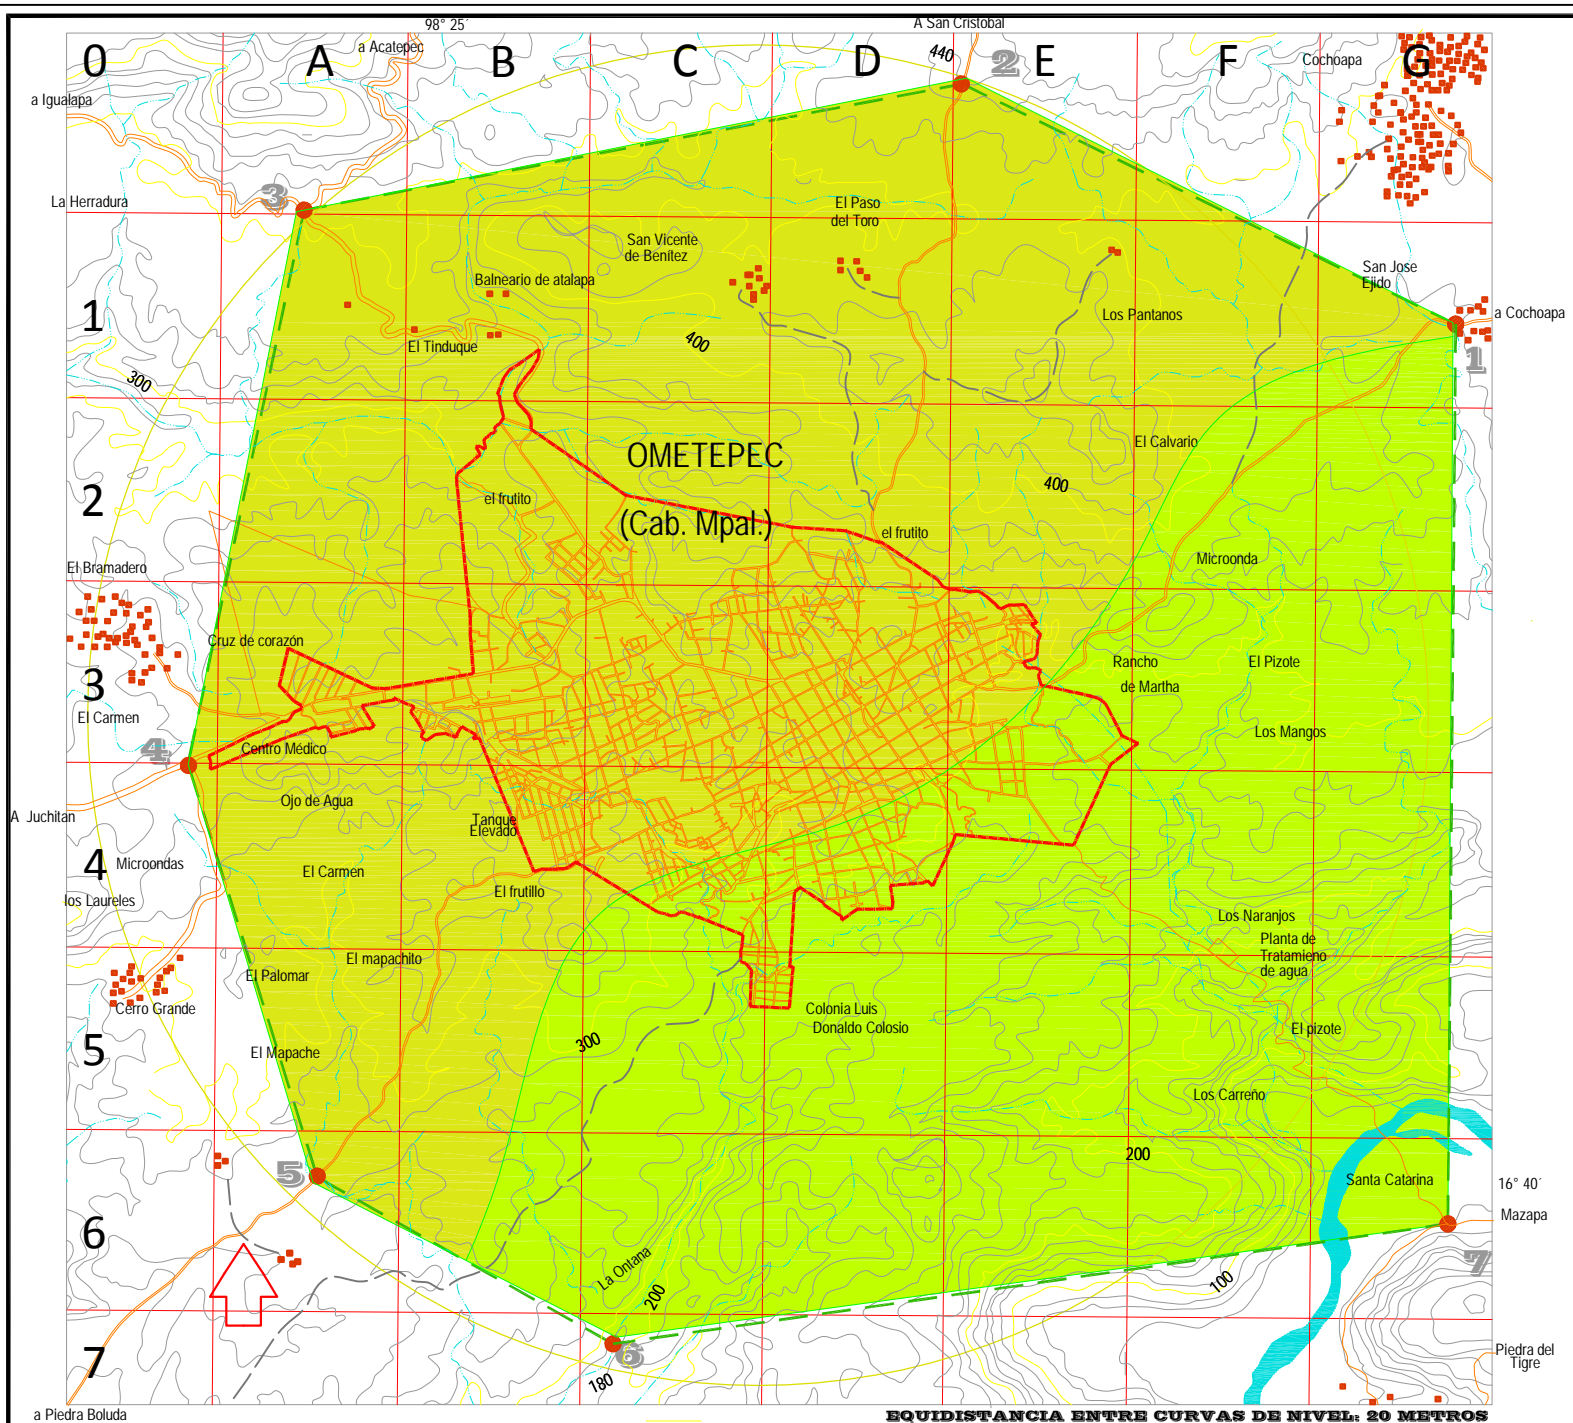 98° 25´
A San Cristobal
0
A
B
C
D
E
F
G
a Acatepec
440
2
Cochoapa
a Igualapa
3
La Herradura
El Paso
del Toro
San Vicente
de Benítez
Balneario de atalapa
San Jose
Ejido
1
a Cochoapa
Los Pantanos
El Tinduque
400
300
1
El Calvario
OMETEPEC
(Cab. Mpal.)
2
el frutito
400
el frutito
Microonda
El Bramadero
Cruz de corazón
3
Rancho
de Martha
El Pizote
El Carmen
Los Mangos
4
Centro Médico
Ojo de Agua
A Juchitan
Tanque
Elevado
4
Microondas
El Carmen
El frutillo
los Laureles
Los Naranjos
Planta de
Tratamieno
de agua
El mapachito
El Palomar
Cerro Grande
Colonia Luis
Donaldo Colosio
El pizote
5
El Mapache
300
Los Carreño
200
5
Santa Catarina
16° 40´
Mazapa
6
La Ontana
7
200
100
6
7
Piedra del
Tigre
180
a Piedra Boluda
EQUIDISTANCIA ENTRE CURVAS DE NIVEL: 20 METROS